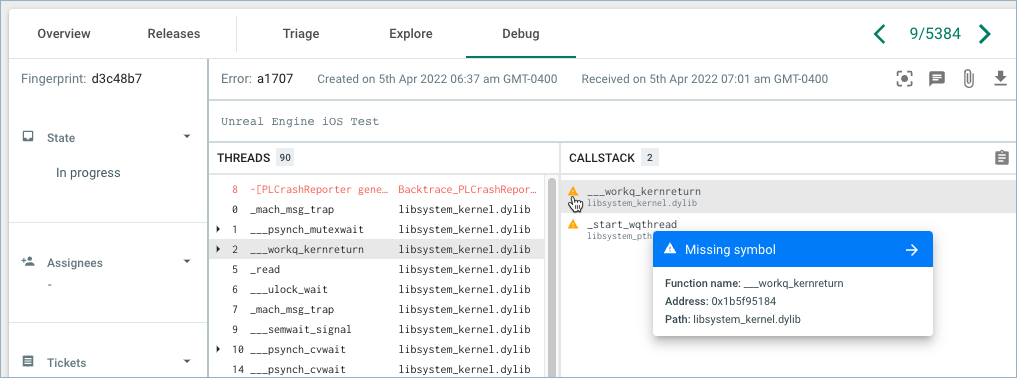 Overview Releases Triage Explore Debug 9/5384
Fingerprint: d3c48b7
Error: a1707 Created on 5th Apr 2022 06:37 am GMT-0400 Received on 5th Apr 2022 07:01 am GMT-0400
Unreal Engine iOS Test
State
In progress
Assignees
-
Tickets
THREADS 90
8 -[PLCrashReporter gene… Backtrace_PLCrashRepor…
0 _mach_msg_trap libsystem_kernel.dylib
1 ___psynch_mutexwait libsystem_kernel.dylib
2 ___workq_kernreturn libsystem_kernel.dylib
5 _read libsystem_kernel.dylib
6 ___ulock_wait libsystem_kernel.dylib
7 _mach_msg_trap libsystem_kernel.dylib
9 ___semwait_signal libsystem_kernel.dylib
10 ___psynch_cvwait libsystem_kernel.dylib
14 ___psynch_cvwait libsystem_kernel.dylib
CALLSTACK 2
___workq_kernreturn
libsystem_kernel.dylib
_start_wqthread
libsystem_pth
Missing symbol
Function name: ___workq_kernreturn
Address: 0x1b5f95184
Path: libsystem_kernel.dylib